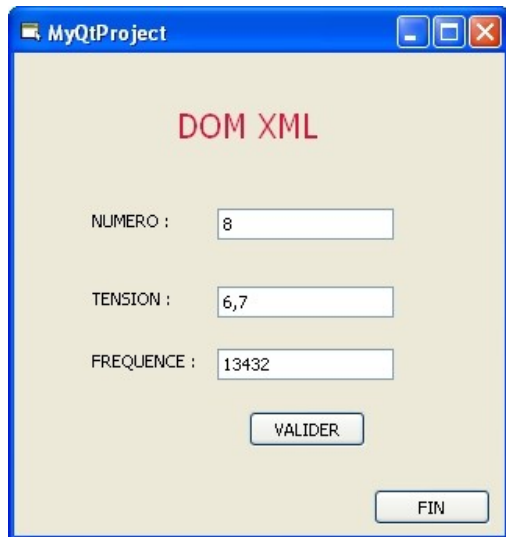 MyQtProject
DOM XML
NUMERO : 8
TENSION : 6,7
FREQUENCE : 13432
VALIDER
FIN